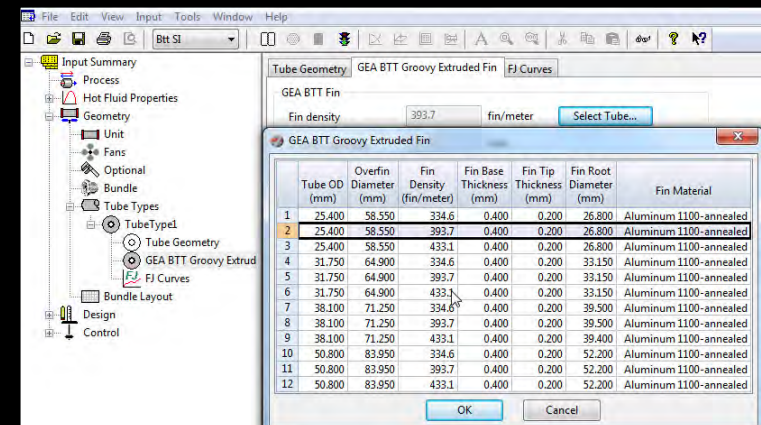 File Edit View Input Tools Window Help
Btt SI
Input Summary
Process
Hot Fluid Properties
Geometry
Unit
Fans
Optional
Bundle
Tube Types
TubeType1
Tube Geometry
GEA BTT Groovy Extrud
FJ Curves
Bundle Layout
Design
Control
Tube Geometry GEA BTT Groovy Extruded Fin FJ Curves
GEA BTT Fin
Fin density 393.7 fin/meter Select Tube...
GEA BTT Groovy Extruded Fin
Overfin Fin Fin Base Fin Tip Fin Root
Tube OD Diameter Density Thickness Thickness Diameter Fin Material
(mm) (mm) (fin/meter) (mm) (mm) (mm)
1 25.400 58.550 334.6 0.400 0.200 26.800 Aluminum 1100-annealed
2 25.400 58.550 393.7 0.400 0.200 26.800 Aluminum 1100-annealed
3 25.400 58.550 433.1 0.400 0.200 26.800 Aluminum 1100-annealed
4 31.750 64.900 334.6 0.400 0.200 33.150 Aluminum 1100-annealed
5 31.750 64.900 393.7 0.400 0.200 33.150 Aluminum 1100-annealed
6 31.750 64.900 433.1 0.400 0.200 33.150 Aluminum 1100-annealed
7 38.100 71.250 334.6 0.400 0.200 39.500 Aluminum 1100-annealed
8 38.100 71.250 393.7 0.400 0.200 39.500 Aluminum 1100-annealed
9 38.100 71.250 433.1 0.400 0.200 39.400 Aluminum 1100-annealed
10 50.800 83.950 334.6 0.400 0.200 52.200 Aluminum 1100-annealed
11 50.800 83.950 393.7 0.400 0.200 52.200 Aluminum 1100-annealed
12 50.800 83.950 433.1 0.400 0.200 52.200 Aluminum 1100-annealed
OK Cancel